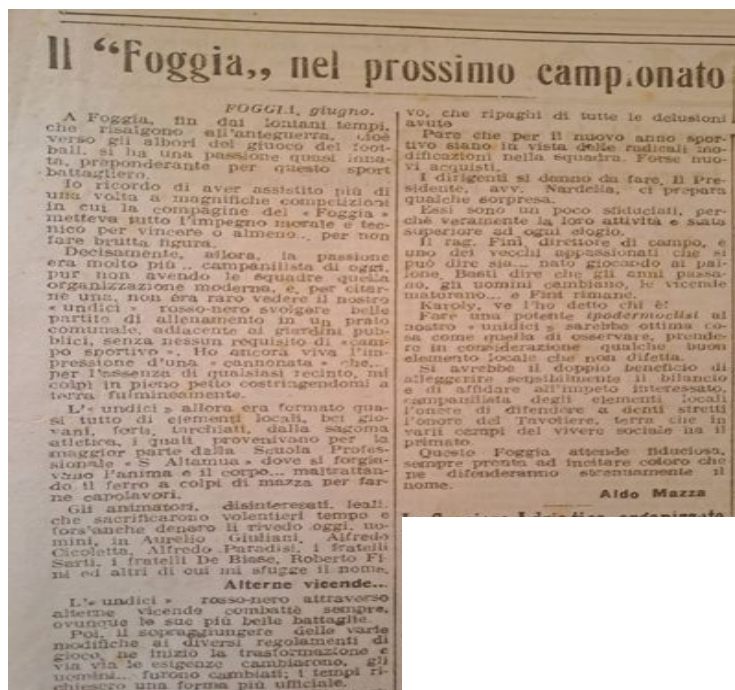 Il “Foggia„ nel prossimo campionato
FOGGIA, giugno.
A Foggia, fin dai lontani tempi,
che risalgono all'anteguerra, cioè
verso gli albori del giuoco del foot-
ball, si ha una passione quasi inna-
ta, preponderante per questo sport
battagliero.
Io ricordo di aver assistito più di
una volta a magnifiche competizioni
in cui la compagine del « Foggia »
metteva tutto l'impegno morale e tec-
nico per vincere o almeno... per non
fare brutta figura.
Decisamente, allora, la passione
era molto più... campanilista di oggi,
pur non avendo le squadre quella
organizzazione moderna, e, per citar-
ne una, non era raro vedere il nostro
« undici » rosso-nero svolgere belle
partite di allenamento in un prato
comunale, adiacente ai giardini pub-
blici, senza nessun requisito di «cam-
po sportivo ». Ho ancora viva l'im-
pressione d'una « cannonata » che,..
per l'assenza di qualsiasi recinto, mi
colpì in pieno petto costringendomi a
terra fulmineamente.
L'« undici » allora era formato qua-
si tutto di elementi locali, bei gio-
vani, forti, tarchiati, dalla sagoma
atletica, i quali provenivano per la
maggior parte dalla Scuola Profes-
sionale « S Altamura » dove si forgia-
vano l'anima e il corpo... maltrattan-
do il ferro a colpi di mazza per far-
ne capolavori.
Gli animatori, disinteressati, leali,
che sacrificarono volentieri tempo e
fors'anche denaro li rivedo oggi, uo-
mini, in Aurelio Giuliani, Alfredo
Cicolella, Alfredo Paradisi, i fratelli
Sarti, i fratelli De Biase, Roberto Fi-
ni ed altri di cui mi sfugge il nome.
Alterne vicende...
L'« undici » rosso-nero attraverso
alterne vicende combattè sempre,
ovunque le sue più belle battaglie.
Poi, il sopraggiungere delle varie
modifiche ai diversi regolamenti di
gioco, ne iniziò la trasformazione e
via via le esigenze cambiarono, gli
uomini... furono cambiati; i tempi ri-
chiesero una forma più ufficiale.
vo, che ripaghi di tutte le delusioni
avute
Pare che per il nuovo anno spor-
tivo siano in vista delle radicali mo-
dificazioni nella squadra. Forse nuo-
vi acquisti.
I dirigenti si danno da fare, Il Pre-
sidente, avv. Nardella, ci prepara
qualche sorpresa.
Essi sono un poco sfiduciati, per-
chè veramente la loro attività è stata
superiore ad ogni elogio.
Il rag. Fini, direttore di campo, è
uno dei vecchi appassionati che si
può dire sia... nato giocando al pal-
lone, Basti dire che gli anni passa-
no, gli uomini cambiano, le vicende
maturano... e Fini rimane.
Karoly, ve l'ho detto chi è!
Fare una potente ipodermoclisi al
nostro « unidici » sarebbe ottima co-
sa come quella di osservare, prende-
re in considerazione qualche buon
elemento locale che non difetta.
Si avrebbe il doppio beneficio di
alleggerire sensibilmente il bilancio
e di affidare all'impeto interessato,
campanilista degli elementi locali
l'onere di difendere a denti stretti
l'onore del Tavoliere, terra che in
varii campi del vivere sociale ha il
primato.
Questo Foggia attende fiduciosa,
sempre pronta ad incitare coloro che
ne difenderanno strenuamente il
nome.
Aldo Mazza